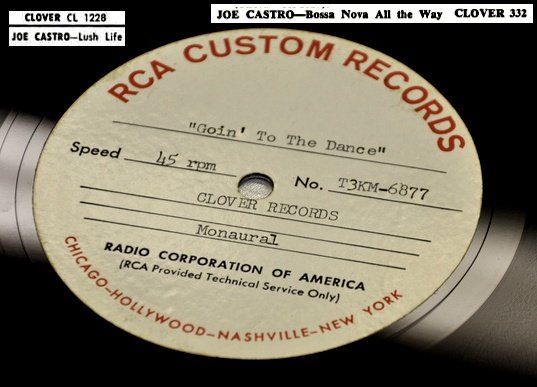 CLOVER CL 1228
JOE CASTRO—Lush Life
JOE CASTRO—Bossa Nova All the Way CLOVER 332
RCA CUSTOM RECORDS
"Goin' To The Dance"
Speed 45 rpm No. T3KM-6877
CLOVER RECORDS
Monaural
RADIO CORPORATION OF AMERICA
(RCA Provided Technical Service Only)
CHICAGO—HOLLYWOOD—NASHVILLE—NEW YORK